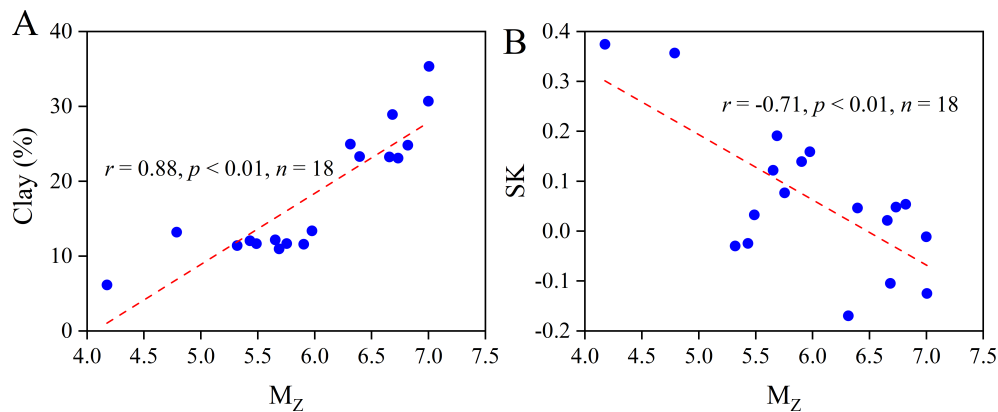 A
40
30
20
10
0
Clay (%)
r = 0.88, p < 0.01, n = 18
4.0 4.5 5.0 5.5 6.0 6.5 7.0 7.5
M_Z
B
0.4
0.3
0.2
0.1
0.0
-0.1
-0.2
SK
r = -0.71, p < 0.01, n = 18
4.0 4.5 5.0 5.5 6.0 6.5 7.0 7.5
M_Z